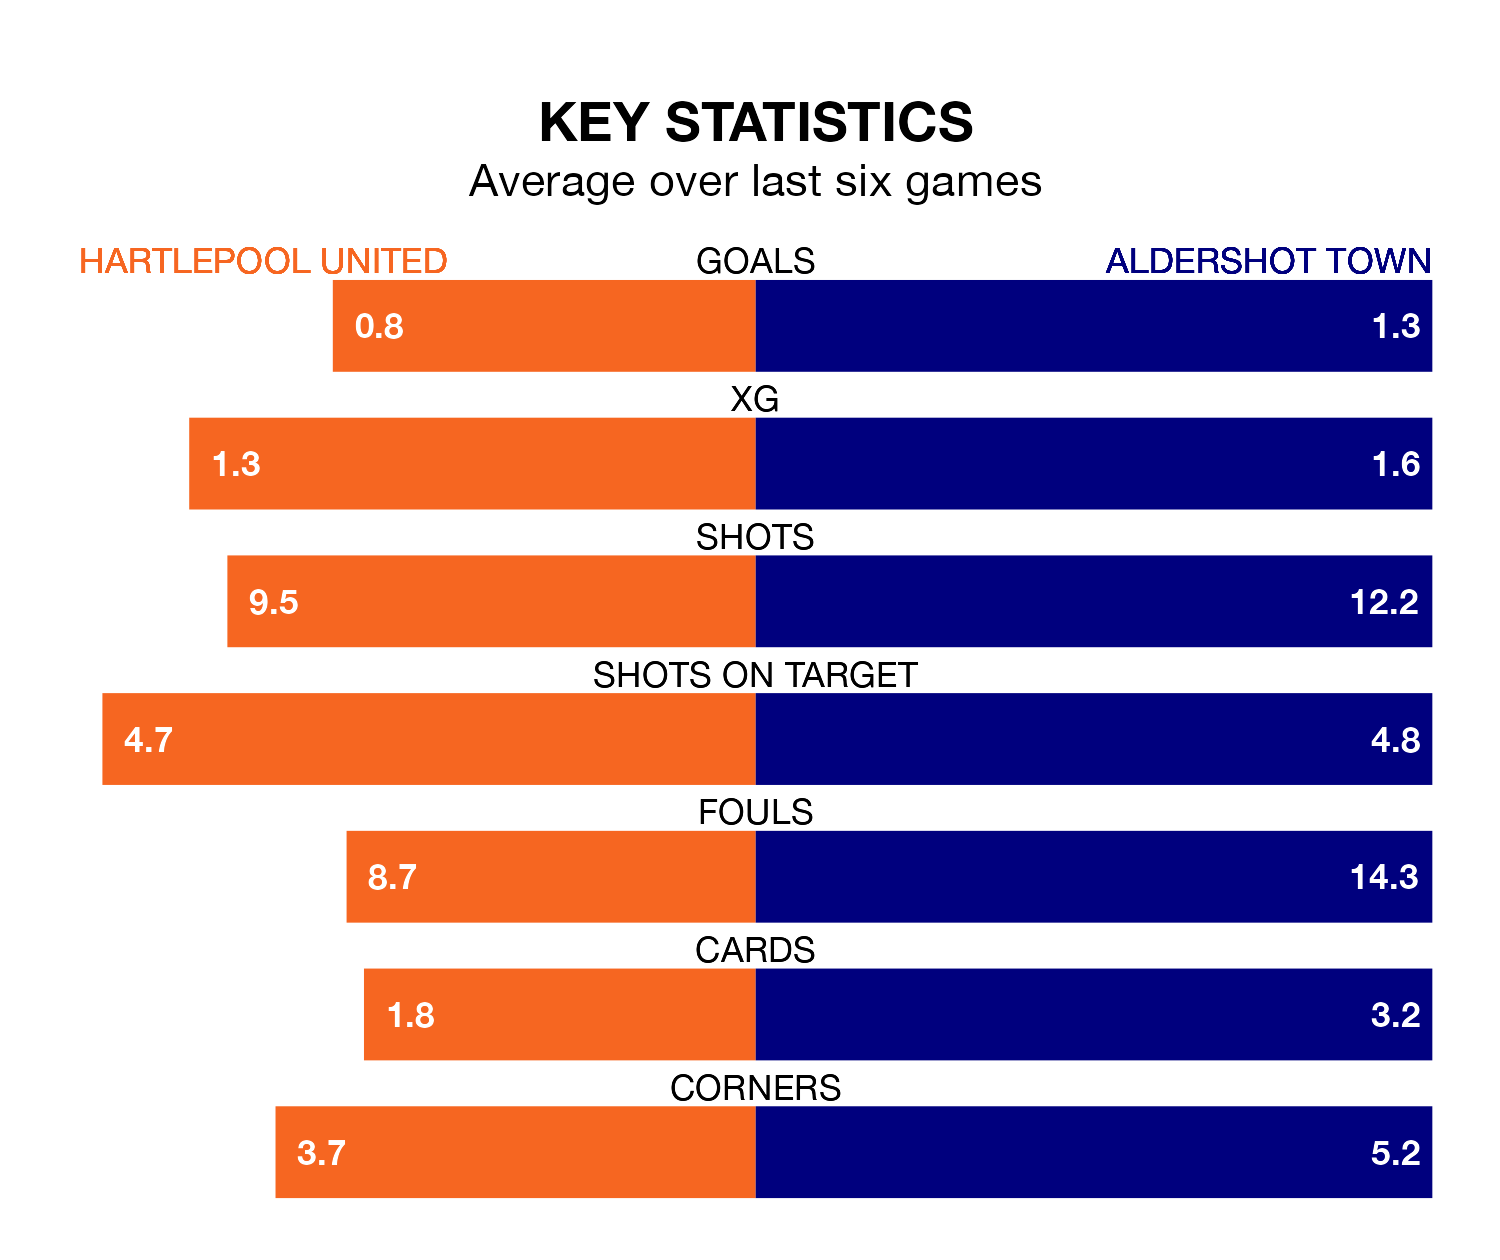 KEY STATISTICS
Average over last six games
HARTLEPOOL UNITED GOALS ALDERSHOT TOWN
0.8 1.3
XG
1.3 1.6
SHOTS
9.5 12.2
SHOTS ON TARGET
4.7 4.8
FOULS
8.7 14.3
CARDS
1.8 3.2
CORNERS
3.7 5.2